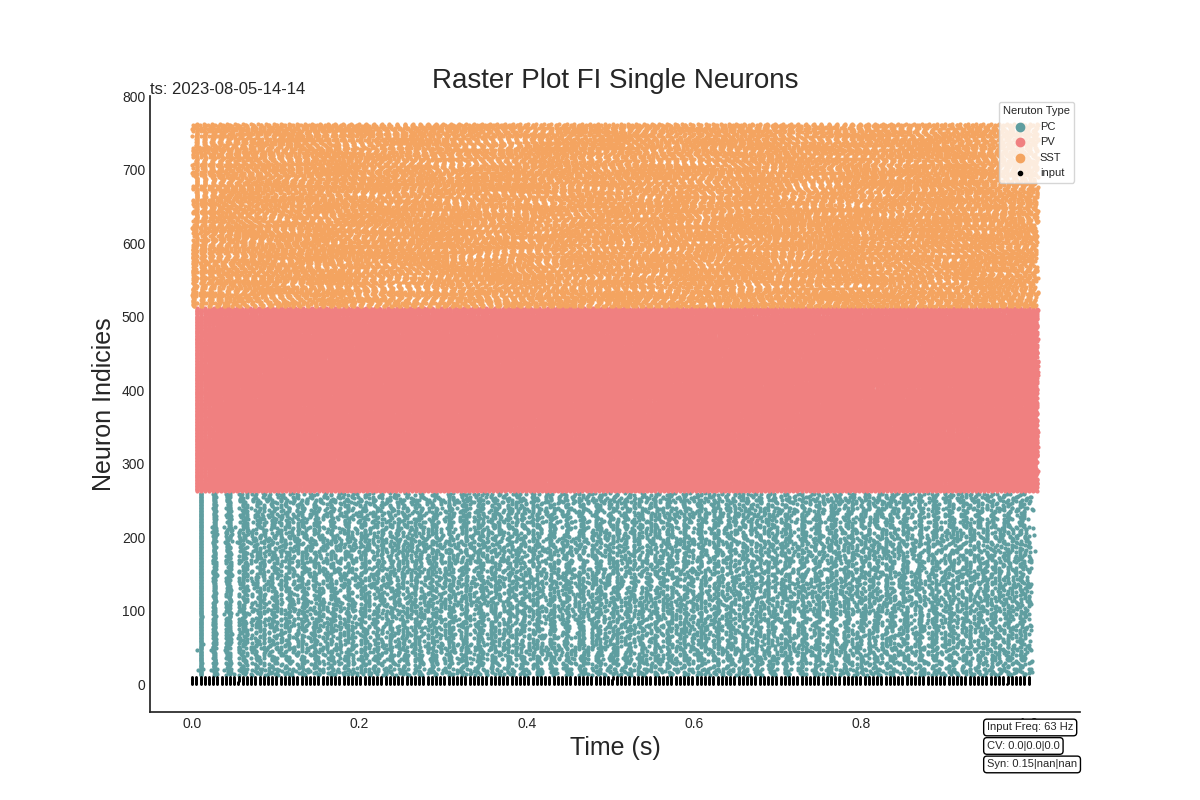 Raster Plot FI Single Neurons
ts: 2023-08-05-14-14
Neruton Type
PC
PV
SST
input
800
700
600
500
400
300
200
100
0
Neuron Indicies
0.0
0.2
0.4
0.6
0.8
Time (s)
Input Freq: 63 Hz
CV: 0.0|0.0|0.0
Syn: 0.15|nan|nan